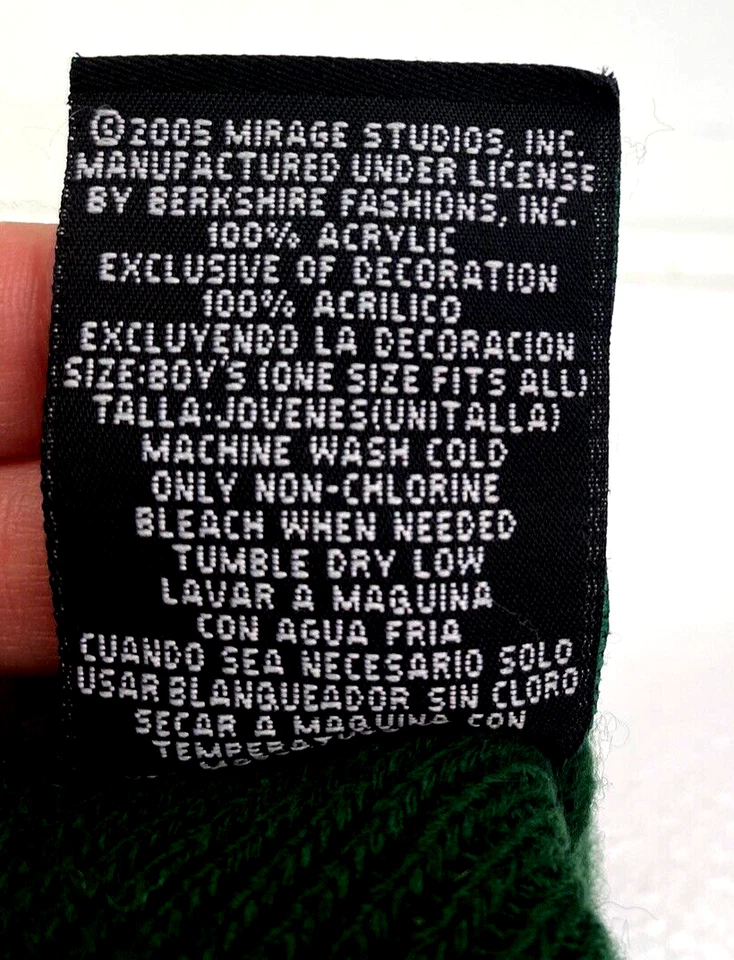 ©2005 MIRAGE STUDIOS, INC.
MANUFACTURED UNDER LICENSE
BY BERKSHIRE FASHIONS, INC.
100% ACRYLIC
EXCLUSIVE OF DECORATION
100% ACRILICO
EXCLUYENDO LA DECORACION
SIZE:BOY'S (ONE SIZE FITS ALL)
TALLA:JOVENES(UNITALLA)
MACHINE WASH COLD
ONLY NON-CHLORINE
BLEACH WHEN NEEDED
TUMBLE DRY LOW
LAVAR A MAQUINA
CON AGUA FRIA
CUANDO SEA NECESARIO SOLO
USAR BLANQUEADOR SIN CLORO
SECAR A MAQUINA CON